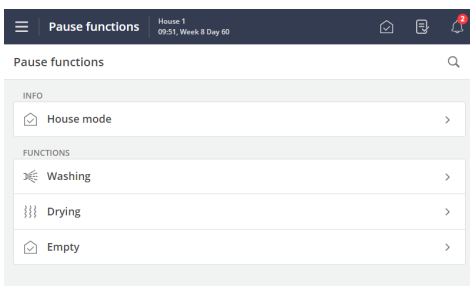 Pause functions
House 1
09:51, Week 8 Day 60
2
Pause functions
INFO
House mode
FUNCTIONS
Washing
Drying
Empty